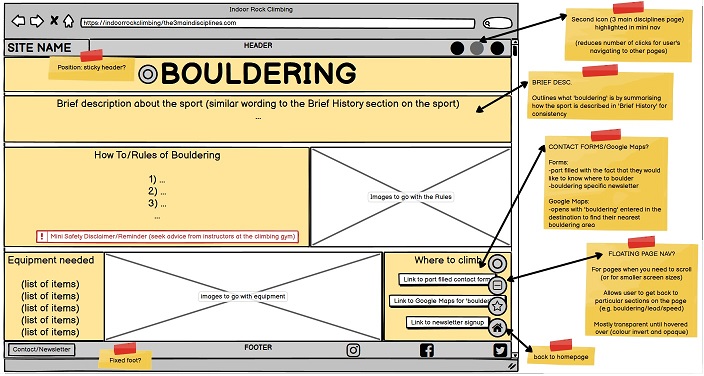 Indoor Rock Climbing
https://indoorrockclimbing/the3maindisciplines.com
SITE NAME
HEADER
Position: sticky header?
BOULDERING
Brief description about the sport (similar wording to the Brief History section on the sport)
...
How To/Rules of Bouldering
1) ...
2) ...
3) ...
...
! Mini Safety Disclaimer/Reminder (seek advice from instructors at the climbing gym)
Images to go with the Rules
Equipment needed
(list of items)
(list of items)
(list of items)
(list of items)
(list of items)
images to go with equipment
Where to climb
Link to port filled contact form
Link to Google Maps for 'boulder
Link to newsletter signup
Contact/Newsletter
Fixed foot?
FOOTER
Second icon (3 main disciplines page)
highlighted in mini nav
(reduces number of clicks for user's
navigating to other pages)
BRIEF DESC.
Outlines what 'bouldering' is by summarising
how the sport is described in 'Brief History' for
consistency
CONTACT FORMS/Google Maps?
Forms:
-part filled with the fact that they would
like to know where to boulder
-bouldering specific newsletter
Google Maps:
-opens with 'bouldering' entered in the
destination to find their nearest
bouldering area
FLOATING PAGE NAV?
For pages when you need to scroll
(or for smaller screen sizes)
Allows user to get back to
particular sections on the page
(e.g. bouldering/lead/speed)
Mostly transparent until hovered
over (colour invert and opaque)
back to homepage